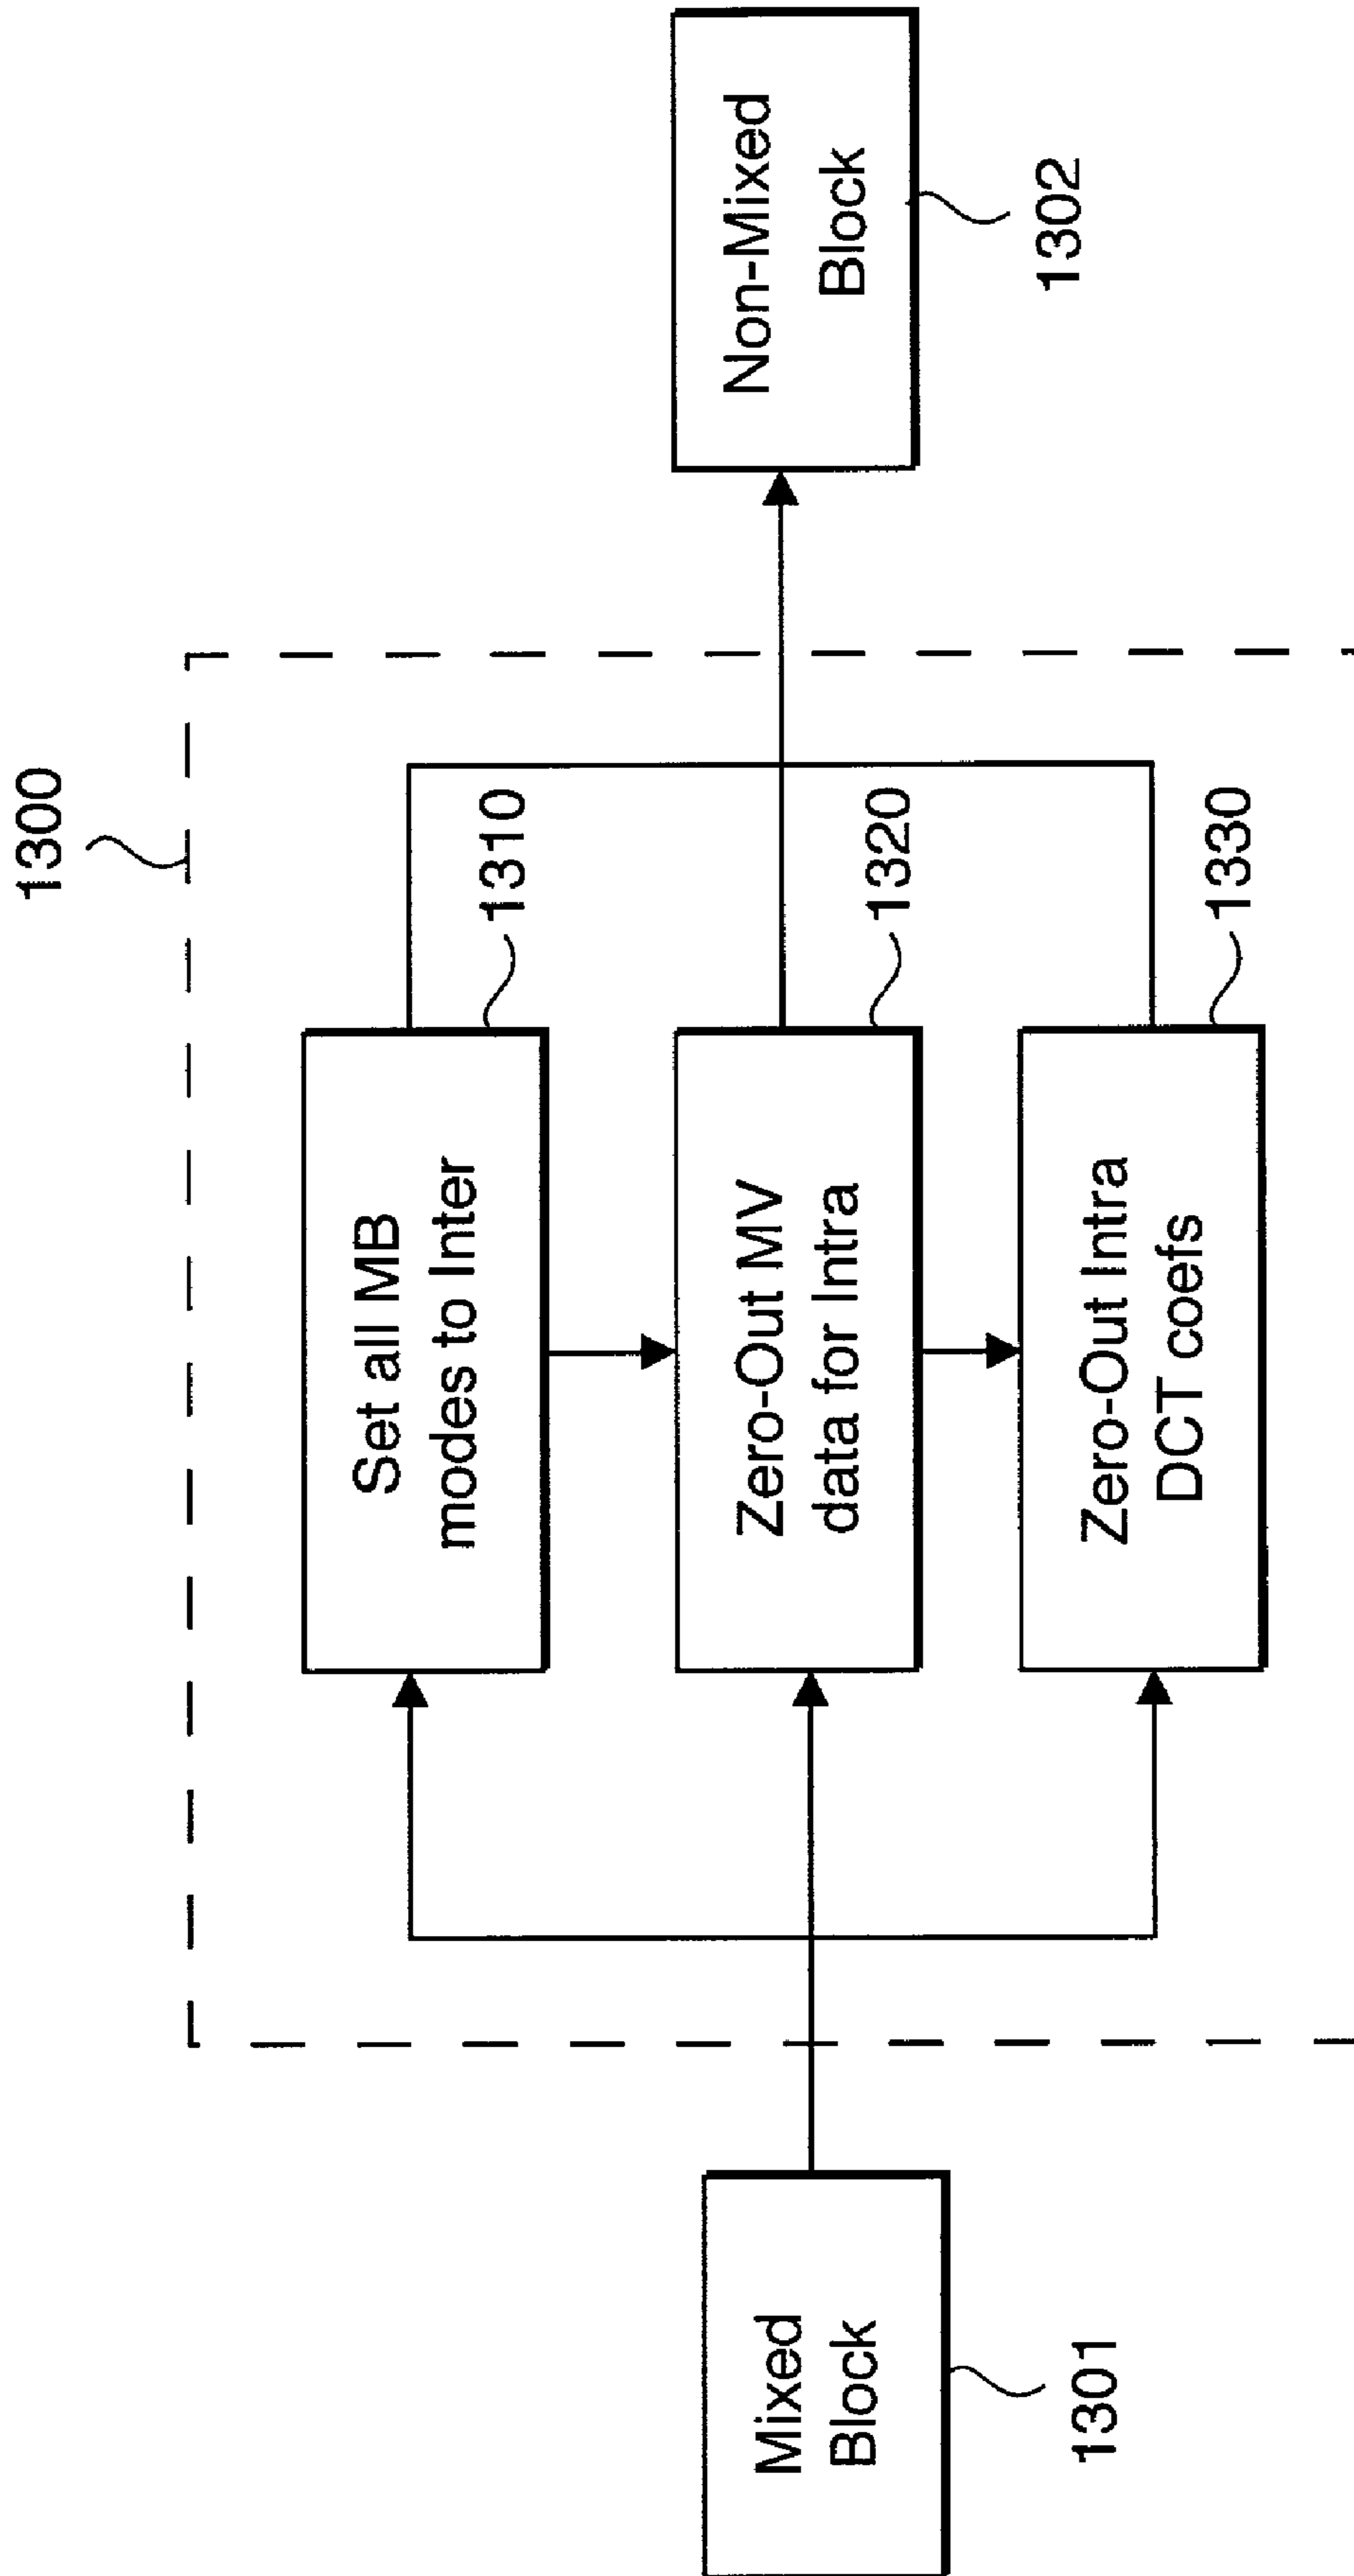 1300
Mixed
Block
1301
Set all MB
modes to Inter
1310
Zero-Out MV
data for Intra
1320
Zero-Out Intra
DCT coefs
1330
Non-Mixed
Block
1302